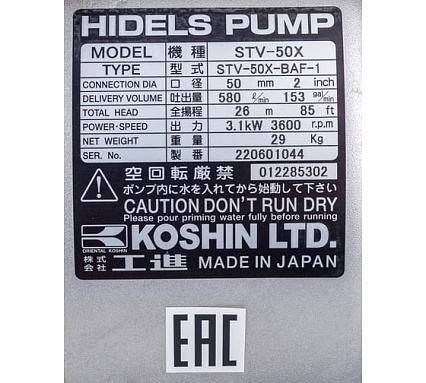 HIDELS PUMP
MODEL 機種 STV-50X
TYPE 型式 STV-50X-BAF-1
CONNECTION DIA 口径 50 mm 2 inch
DELIVERY VOLUME 吐出量 580 ℓ/min 153 gal/min
TOTAL HEAD 全揚程 26 m 85 ft
POWER·SPEED 出力 3.1kW 3600 r.p.m
NET WEIGHT 重量 29 Kg
SER. No. 製番 220601044
空回転厳禁 012285302
ポンプ内に水を入れてから始動して下さい
CAUTION DON'T RUN DRY
Please pour priming water fully before running
ORIENTAL KOSHIN KOSHIN LTD.
株式会社 工進 MADE IN JAPAN
EAC